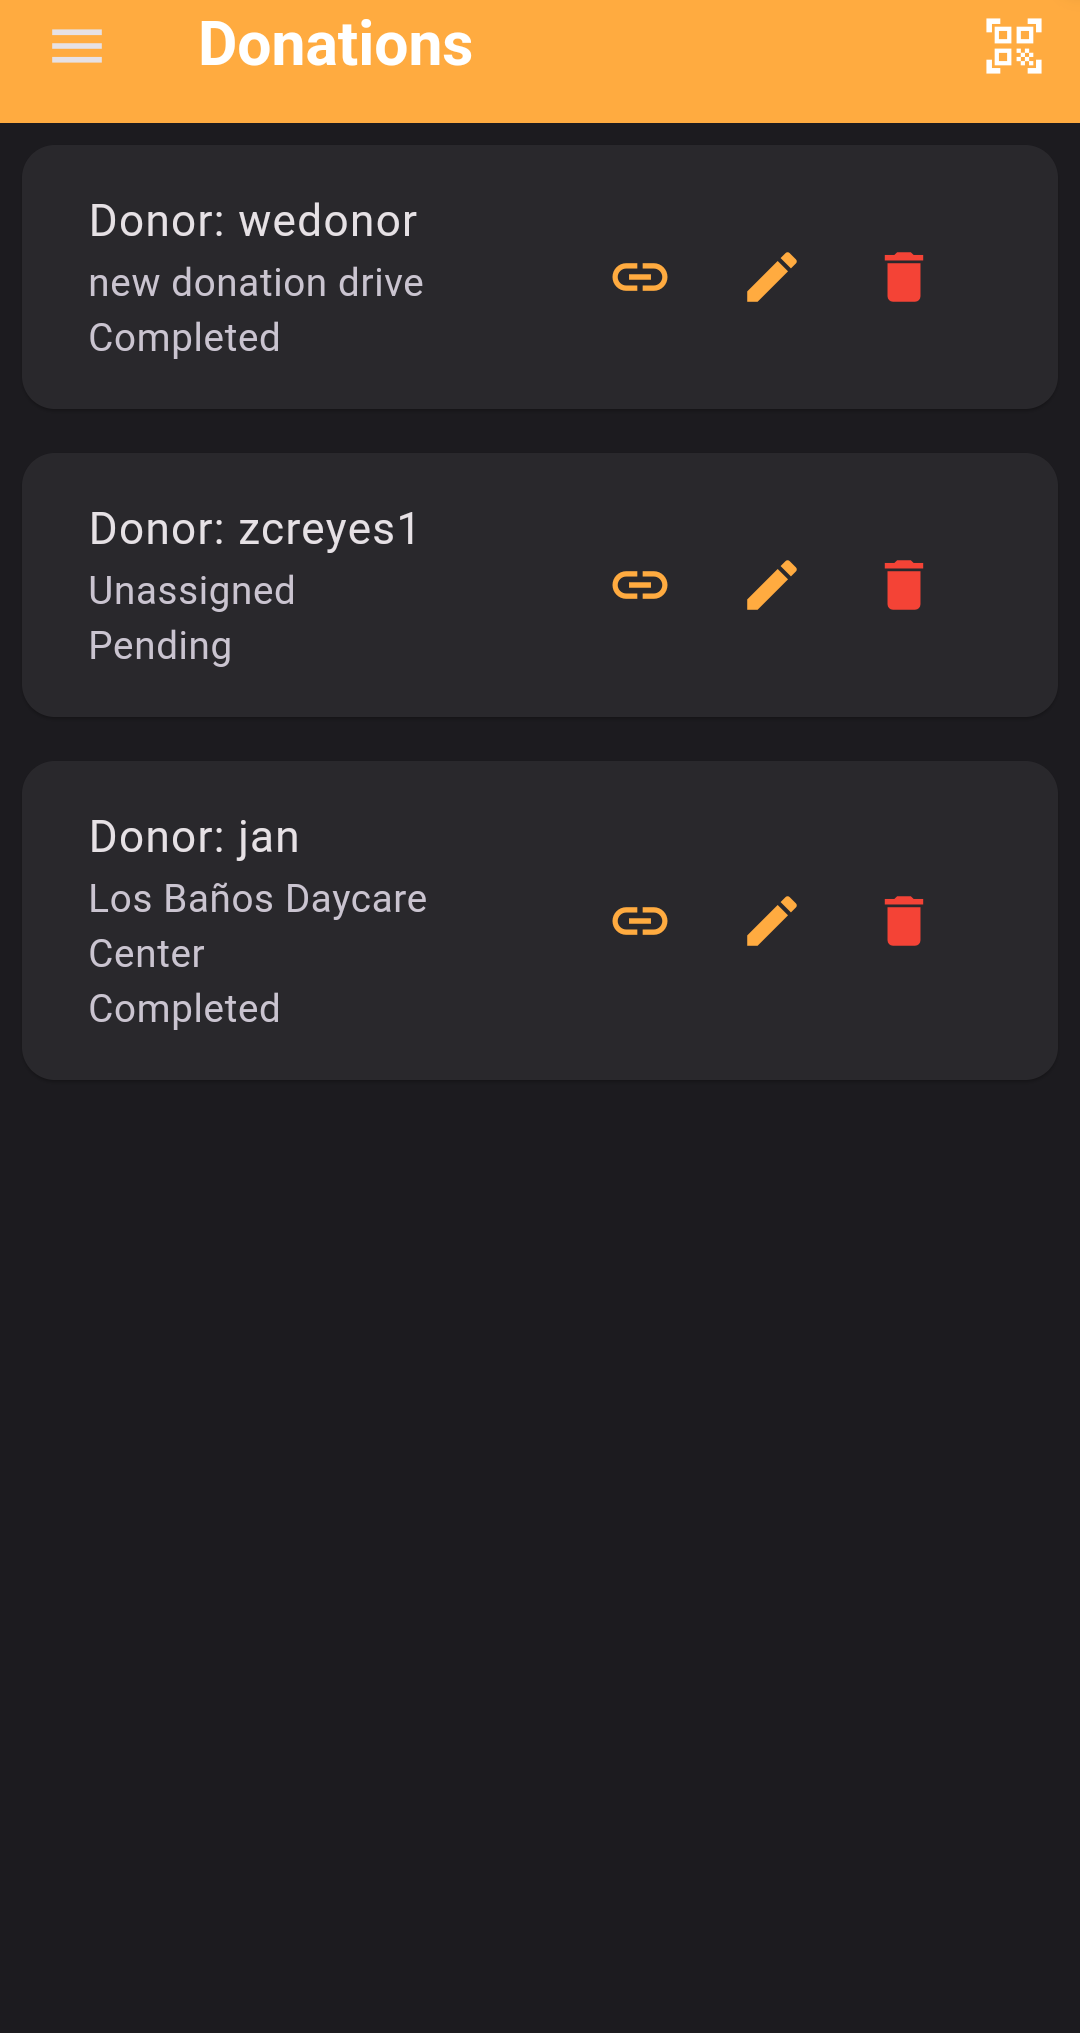 Donations
Donor: wedonor
new donation drive
Completed
Donor: zcreyes1
Unassigned
Pending
Donor: jan
Los Baños Daycare
Center
Completed